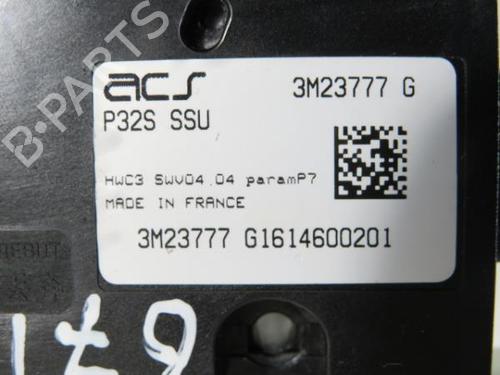 B-PARTS
acs
3M23777 G
P32S SSU
HWC3 SWV04.04 paramP7
MADE IN FRANCE
3M23777 G1614600201